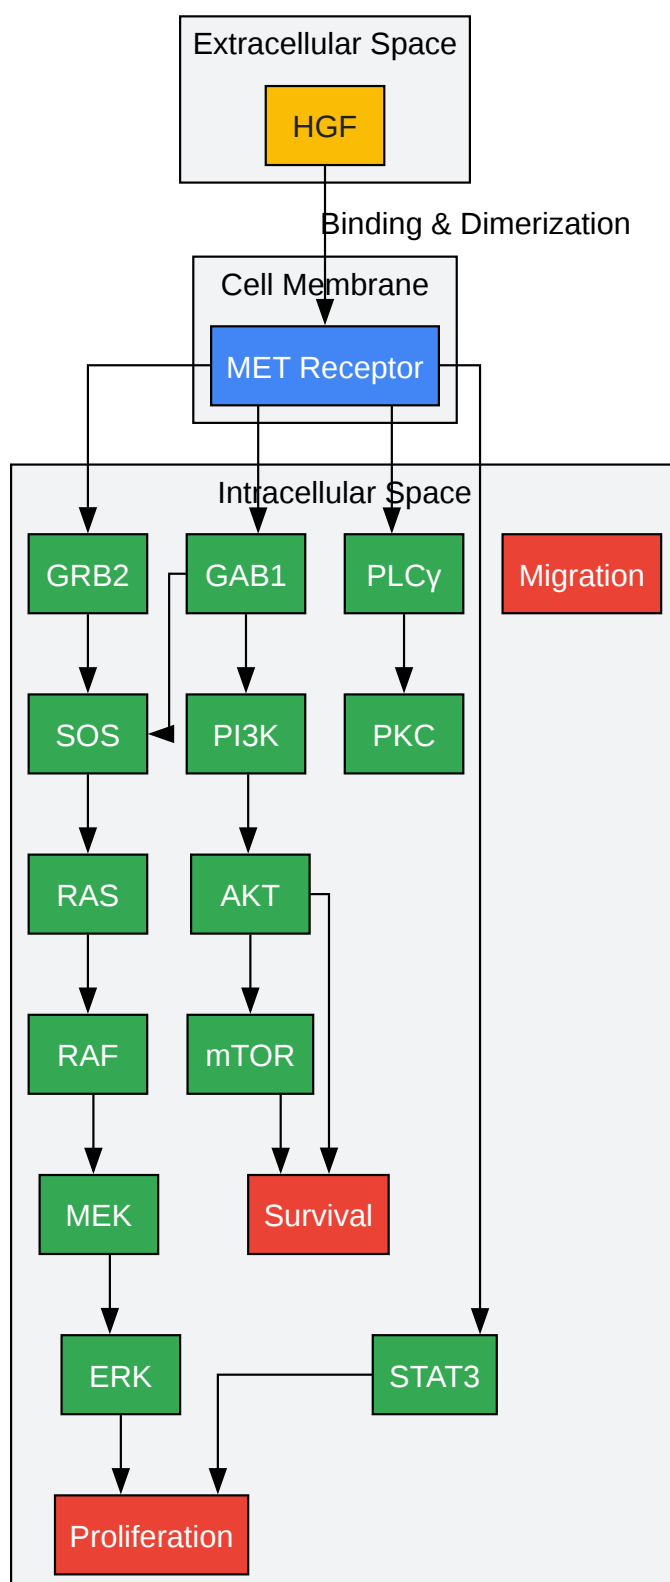 Extracellular Space
HGF
Binding & Dimerization
Cell Membrane
MET Receptor
Intracellular Space
GRB2
GAB1
PLCγ
Migration
SOS
PI3K
PKC
RAS
AKT
RAF
mTOR
MEK
Survival
ERK
STAT3
Proliferation